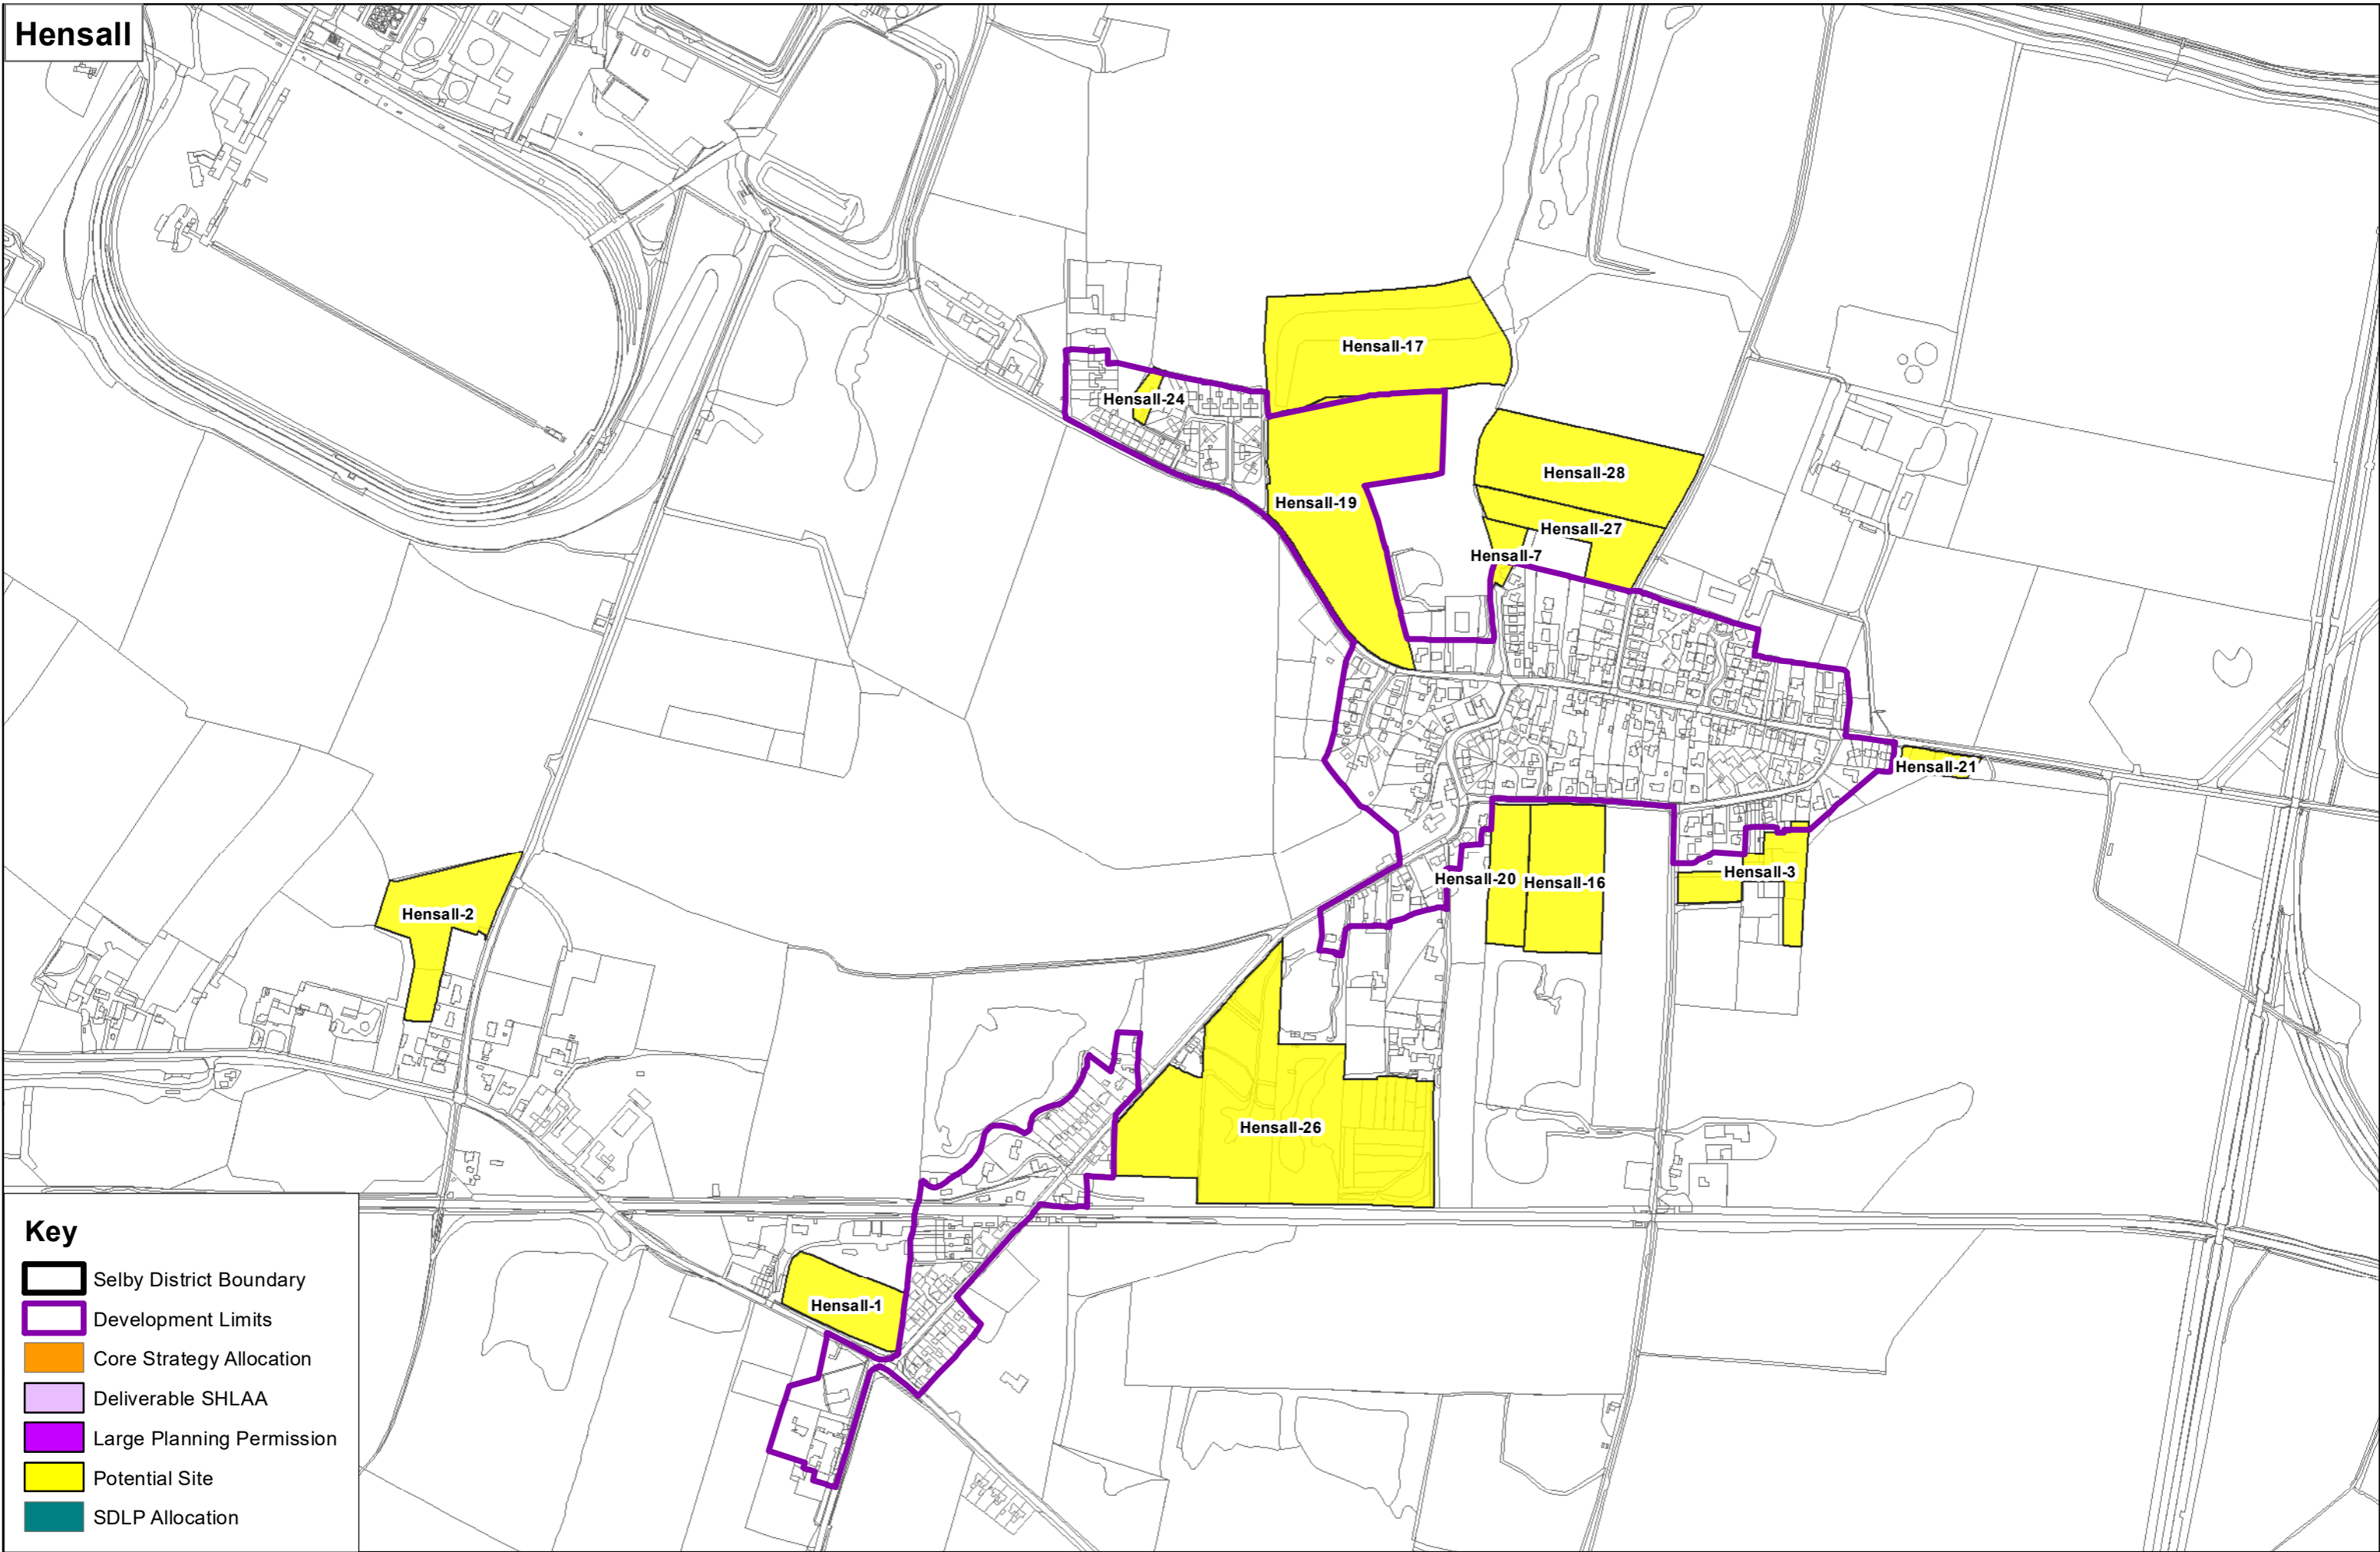 Hensall
Hensall-17
Hensall-24
Hensall-28
Hensall-19
Hensall-27
Hensall-7
Hensall-21
Hensall-3
Hensall-20
Hensall-16
Hensall-2
Hensall-26
Hensall-1
Key
Selby District Boundary
Development Limits
Core Strategy Allocation
Deliverable SHLAA
Large Planning Permission
Potential Site
SDLP Allocation